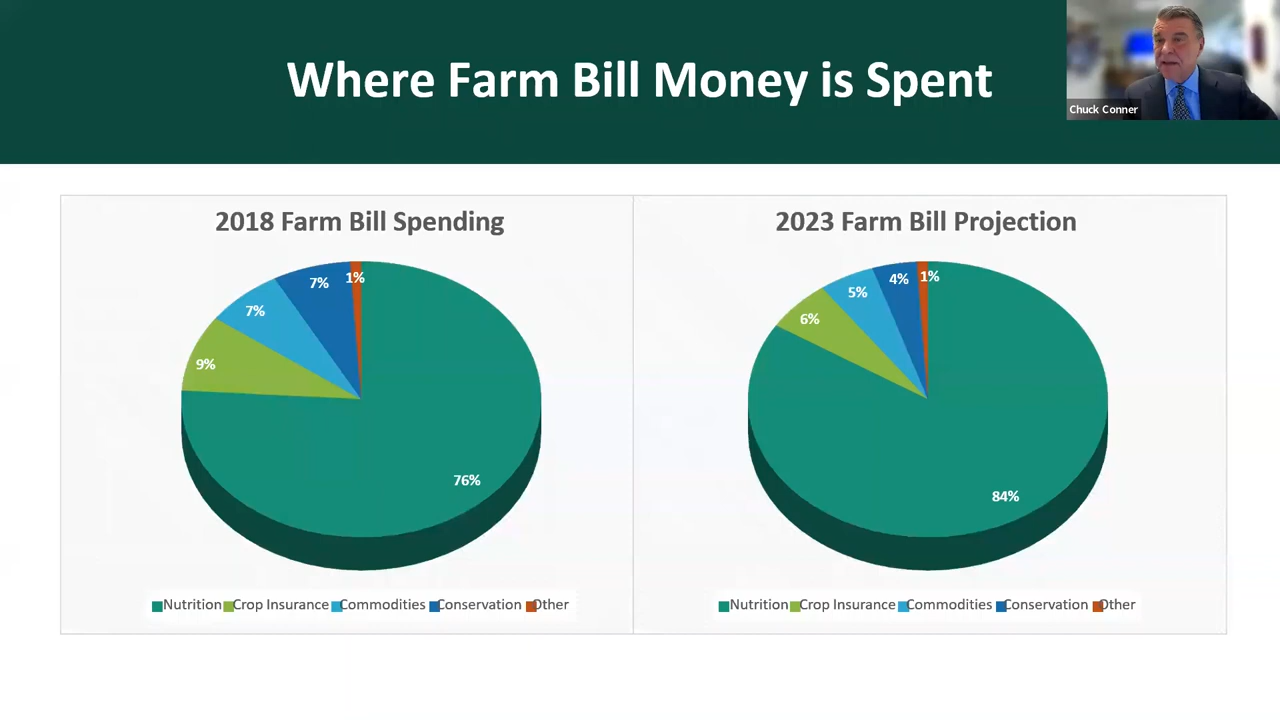 Where Farm Bill Money is Spent
Chuck Conner
2018 Farm Bill Spending
7%
1%
7%
9%
76%
Nutrition Crop Insurance Commodities Conservation Other
2023 Farm Bill Projection
4%
1%
5%
6%
84%
Nutrition Crop Insurance Commodities Conservation Other